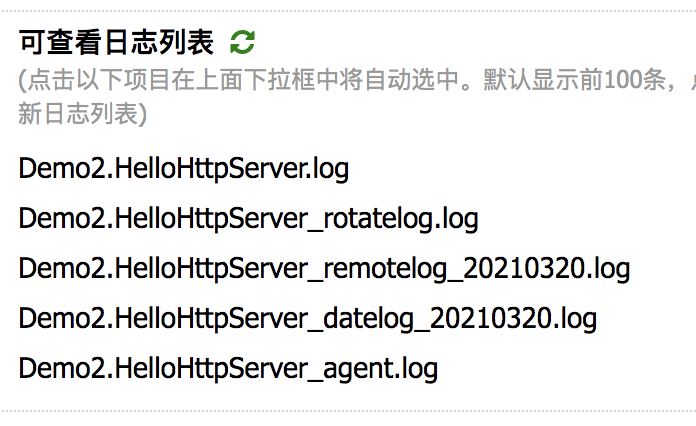 可查看日志列表
(点击以下项目在上面下拉框中将自动选中。默认显示前100条，
新日志列表)
Demo2.HelloHttpServer.log
Demo2.HelloHttpServer_rotatelog.log
Demo2.HelloHttpServer_remotelog_20210320.log
Demo2.HelloHttpServer_datelog_20210320.log
Demo2.HelloHttpServer_agent.log